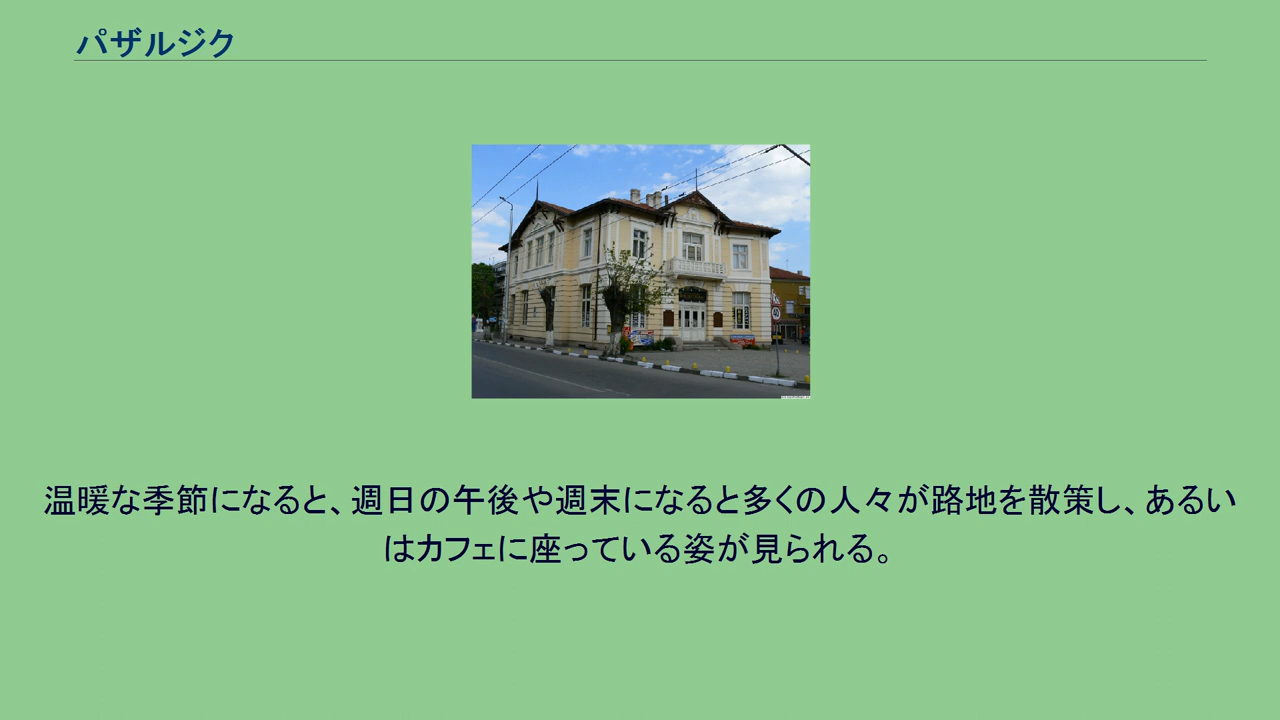 パザルジク
温暖な季節になると、週日の午後や週末になると多くの人々が路地を散策し、あるい
はカフェに座っている姿が見られる。